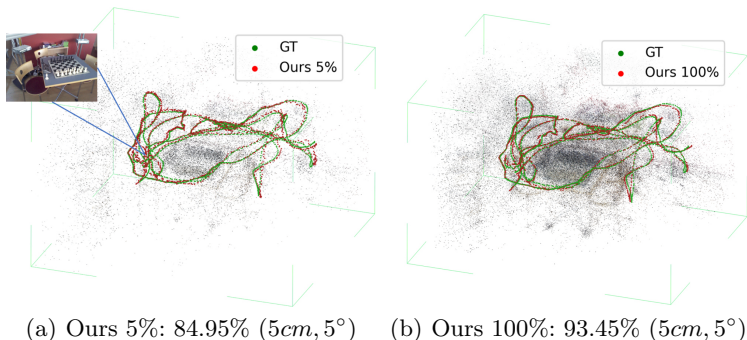 GT
Ours 5%
GT
Ours 100%
(a) Ours 5%: 84.95% (5cm, 5°)
(b) Ours 100%: 93.45% (5cm, 5°)